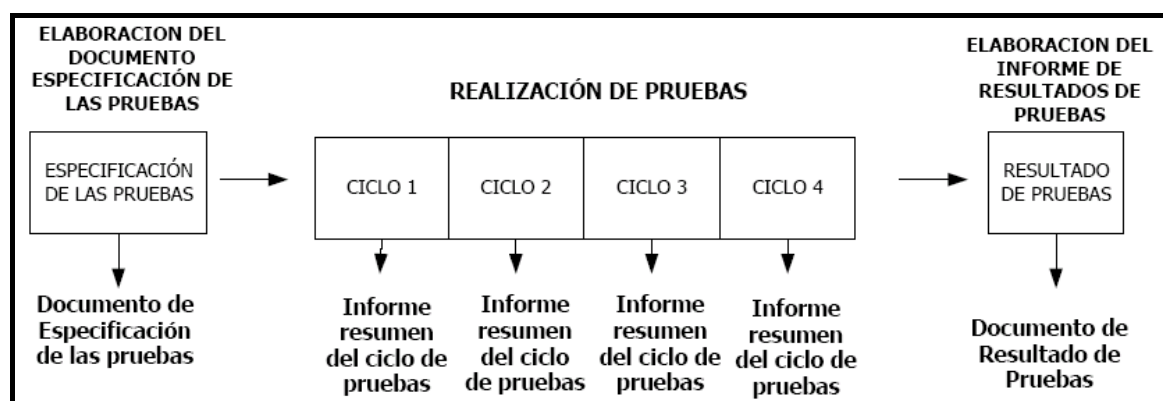 ELABORACION DEL
DOCUMENTO
ESPECIFICACIÓN DE
LAS PRUEBAS
REALIZACIÓN DE PRUEBAS
ELABORACION DEL
INFORME DE
RESULTADOS DE
PRUEBAS
ESPECIFICACIÓN
DE LAS PRUEBAS
CICLO 1
CICLO 2
CICLO 3
CICLO 4
RESULTADO
DE PRUEBAS
Documento de
Especificación
de las pruebas
Informe
resumen
del ciclo de
pruebas
Informe
resumen
del ciclo
de pruebas
Informe
resumen
del ciclo de
pruebas
Informe
resumen
del ciclo de
pruebas
Documento de
Resultado de
Pruebas